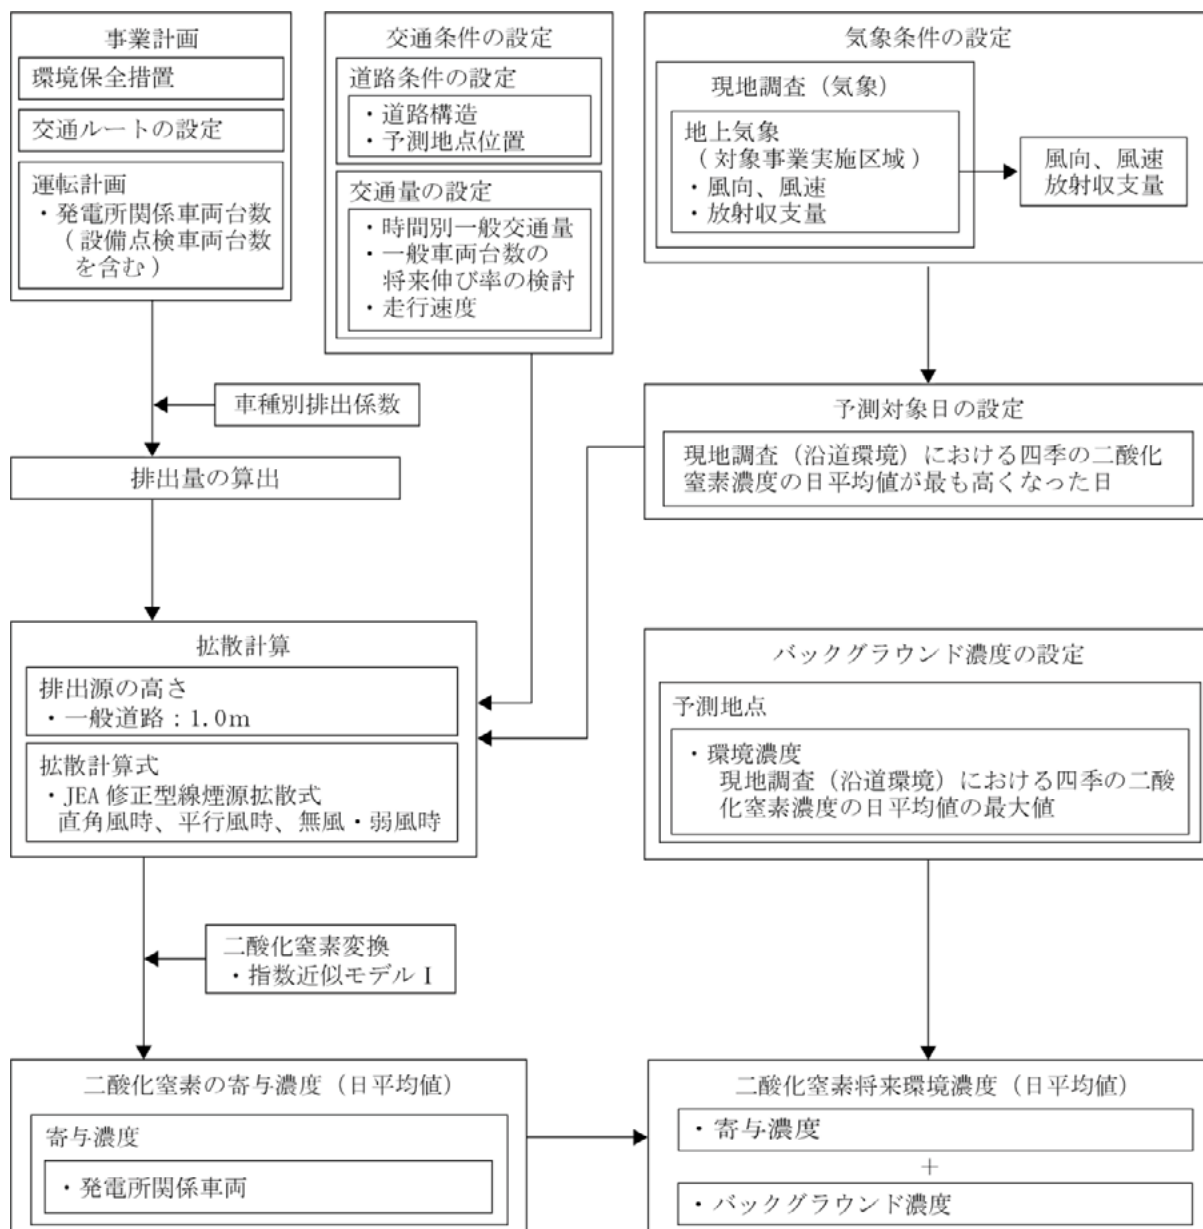 事業計画
環境保全措置
交通ルートの設定
運転計画
・発電所関係車両台数
（設備点検車両台数
を含む）
交通条件の設定
道路条件の設定
・道路構造
・予測地点位置
交通量の設定
・時間別一般交通量
・一般車両台数の
将来伸び率の検討
・走行速度
気象条件の設定
現地調査（気象）
地上気象
（対象事業実施区域）
・風向、風速
・放射収支量
風向、風速
放射収支量
車種別排出係数
排出量の算出
予測対象日の設定
現地調査（沿道環境）における四季の二酸化
窒素濃度の日平均値が最も高くなった日
拡散計算
排出源の高さ
・一般道路：1.0m
拡散計算式
・JEA 修正型線煙源拡散式
直角風時、平行風時、無風・弱風時
バックグラウンド濃度の設定
予測地点
・環境濃度
現地調査（沿道環境）における四季の二酸
化窒素濃度の日平均値の最大値
二酸化窒素変換
・指数近似モデルⅠ
二酸化窒素の寄与濃度（日平均値）
寄与濃度
・発電所関係車両
二酸化窒素将来環境濃度（日平均値）
・寄与濃度
＋
・バックグラウンド濃度